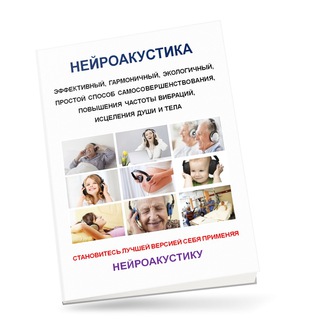 НЕЙРОАКУСТИКА
ЭФФЕКТИВНЫЙ, ГАРМОНИЧНЫЙ, ЭКОЛОГИЧНЫЙ,
ПРОСТОЙ СПОСОБ САМОСОВЕРШЕНСТВОВАНИЯ,
ПОВЫШЕНИЯ ЧАСТОТЫ ВИБРАЦИЙ,
ИСЦЕЛЕНИЯ ДУШИ И ТЕЛА
СТАНОВИТЕСЬ ЛУЧШЕЙ ВЕРСИЕЙ СЕБЯ ПРИМЕНЯЯ
НЕЙРОАКУСТИКУ